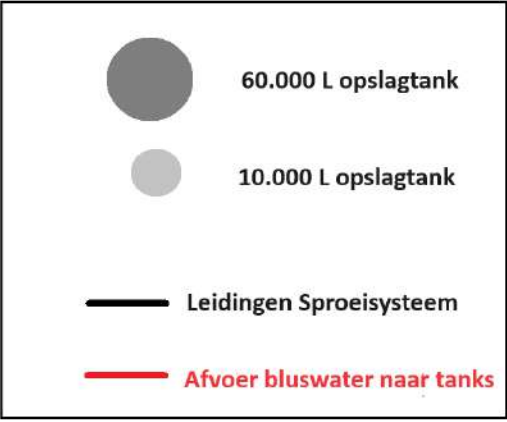 60.000 L opslagtank
10.000 L opslagtank
Leidingen Sproeisysteem
Afvoer bluswater naar tanks